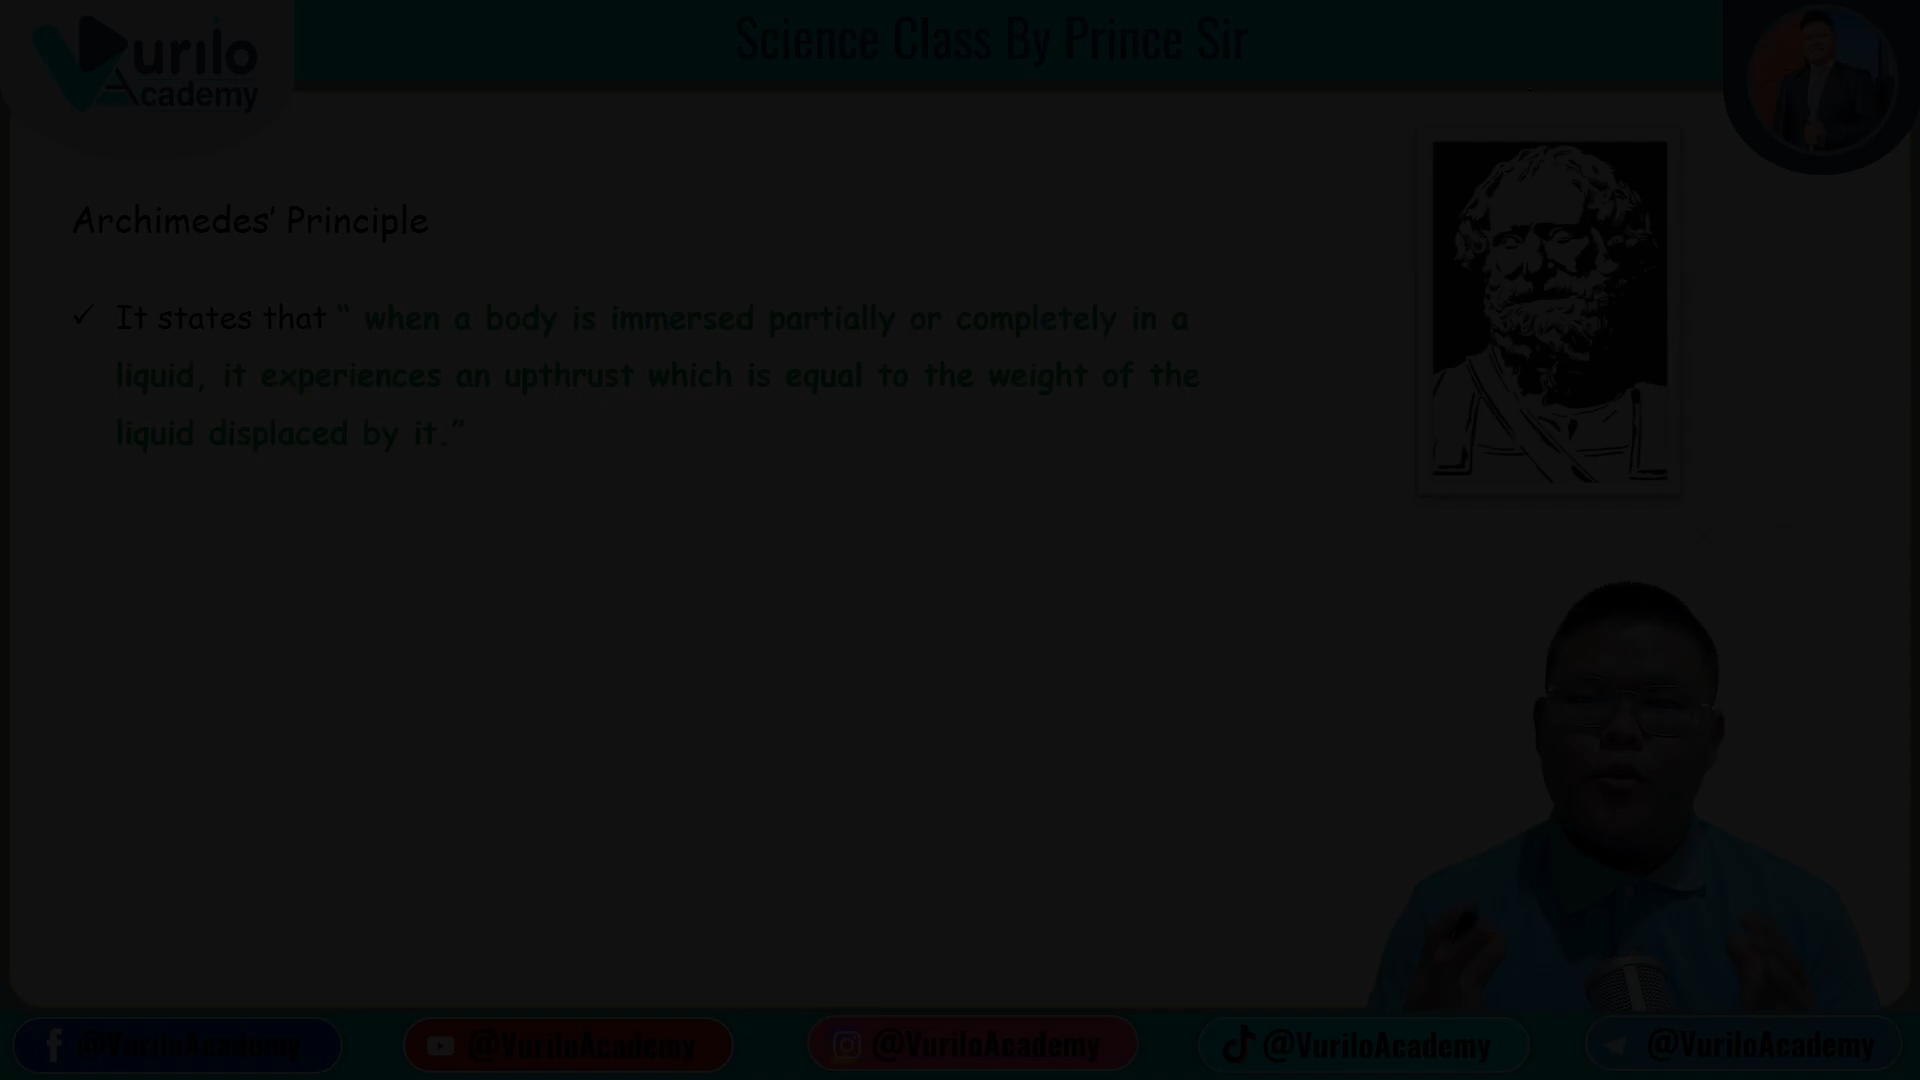 Vurilo
Academy
Science Class By Prince Sir
Archimedes' Principle
✓ It states that " when a body is immersed partially or completely in a
liquid, it experiences an upthrust which is equal to the weight of the
liquid displaced by it."
@VuriloAcademy
@VuriloAcademy
@VuriloAcademy
@VuriloAcademy
@VuriloAcademy